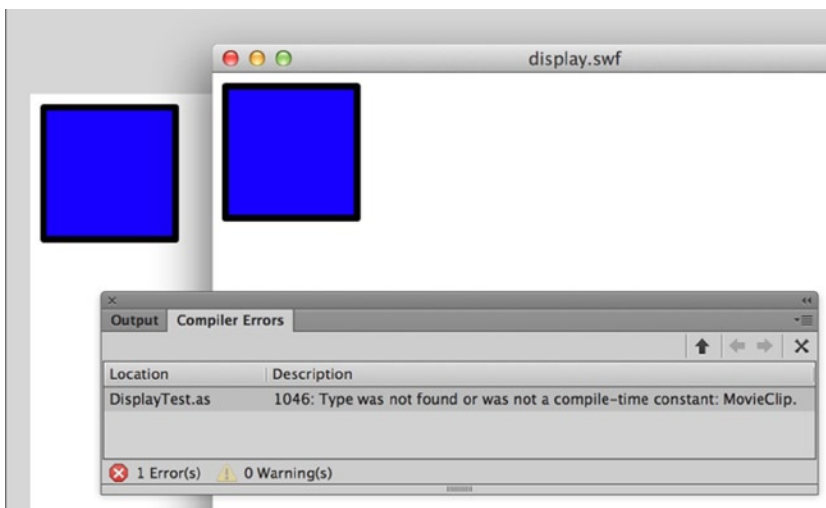 display.swf
Output Compiler Errors
Location Description
DisplayTest.as 1046: Type was not found or was not a compile-time constant: MovieClip.
1 Error(s) 0 Warning(s)